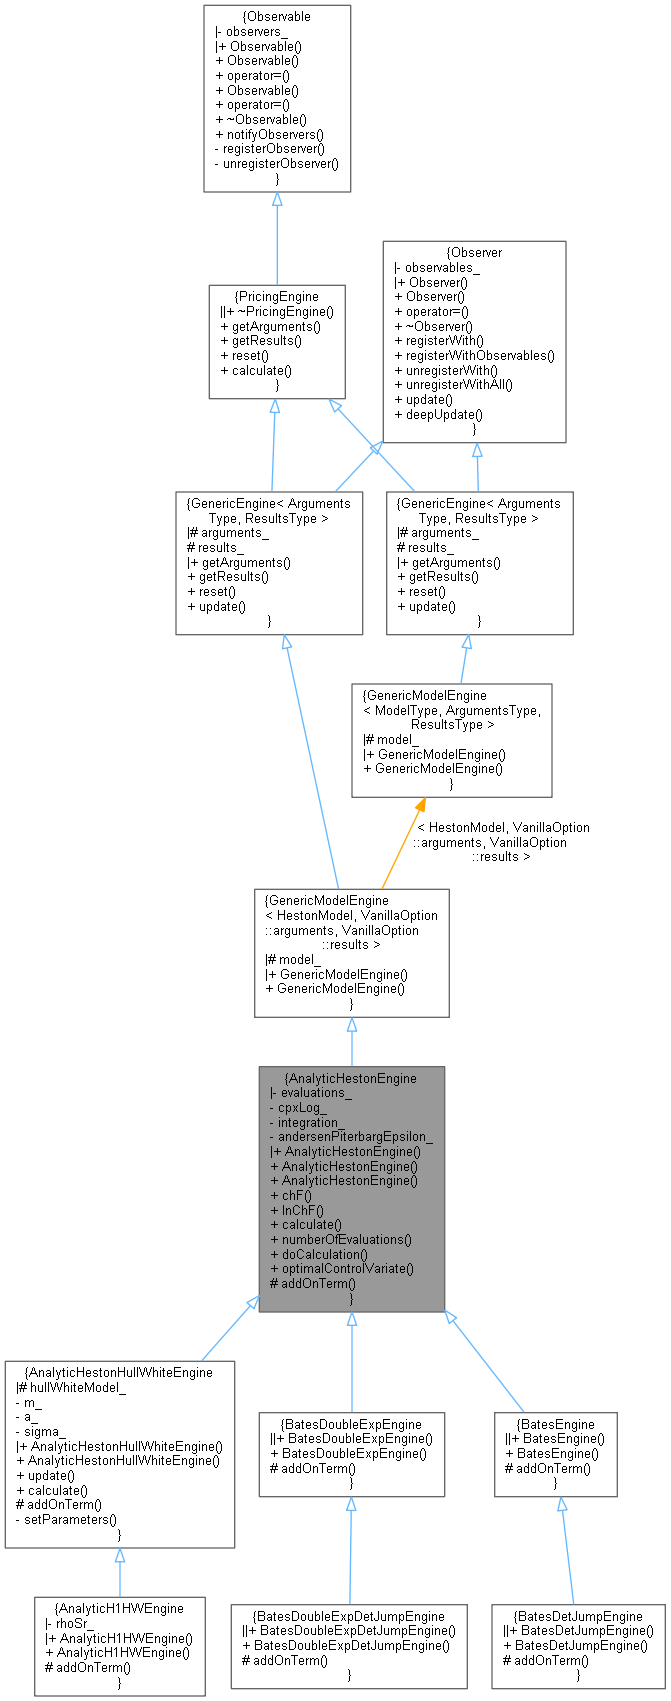 {Observable
|- observers_
|+ Observable()
+ Observable()
+ operator=()
+ Observable()
+ operator=()
+ ~Observable()
+ notifyObservers()
- registerObserver()
- unregisterObserver()
}
{Observer
|- observables_
|+ Observer()
+ Observer()
+ operator=()
+ ~Observer()
+ registerWith()
+ registerWithObservables()
+ unregisterWith()
+ unregisterWithAll()
+ update()
+ deepUpdate()
}
{PricingEngine
||+ ~PricingEngine()
+ getArguments()
+ getResults()
+ reset()
+ calculate()
}
{GenericEngine< Arguments
Type, ResultsType >
|# arguments_
# results_
|+ getArguments()
+ getResults()
+ reset()
+ update()
}
{GenericEngine< Arguments
Type, ResultsType >
|# arguments_
# results_
|+ getArguments()
+ getResults()
+ reset()
+ update()
}
{GenericModelEngine
< ModelType, ArgumentsType,
ResultsType >
|# model_
|+ GenericModelEngine()
+ GenericModelEngine()
}
< HestonModel, VanillaOption
::arguments, VanillaOption
::results >
{GenericModelEngine
< HestonModel, VanillaOption
::arguments, VanillaOption
::results >
|# model_
|+ GenericModelEngine()
+ GenericModelEngine()
}
{AnalyticHestonEngine
|- evaluations_
- cpxLog_
- integration_
- andersenPiterbargEpsilon_
|+ AnalyticHestonEngine()
+ AnalyticHestonEngine()
+ AnalyticHestonEngine()
+ chF()
+ lnChF()
+ calculate()
+ numberOfEvaluations()
+ doCalculation()
+ optimalControlVariate()
# addOnTerm()
}
{AnalyticHestonHullWhiteEngine
|# hullWhiteModel_
- m_
- a_
- sigma_
|+ AnalyticHestonHullWhiteEngine()
+ AnalyticHestonHullWhiteEngine()
+ update()
+ calculate()
# addOnTerm()
- setParameters()
}
{BatesDoubleExpEngine
||+ BatesDoubleExpEngine()
+ BatesDoubleExpEngine()
# addOnTerm()
}
{BatesEngine
||+ BatesEngine()
+ BatesEngine()
# addOnTerm()
}
{AnalyticH1HWEngine
|- rhoSr_
|+ AnalyticH1HWEngine()
+ AnalyticH1HWEngine()
# addOnTerm()
}
{BatesDoubleExpDetJumpEngine
||+ BatesDoubleExpDetJumpEngine()
+ BatesDoubleExpDetJumpEngine()
# addOnTerm()
}
{BatesDetJumpEngine
||+ BatesDetJumpEngine()
+ BatesDetJumpEngine()
# addOnTerm()
}